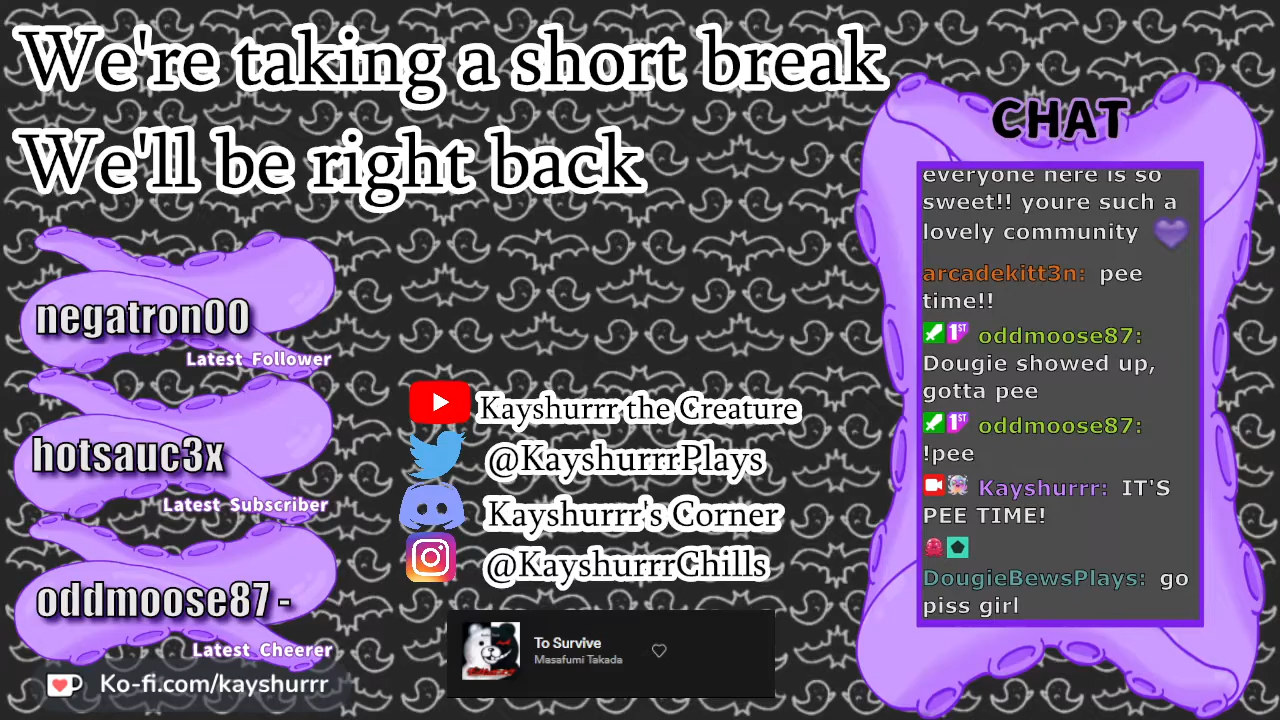 We're taking a short break
We'll be right back
negatron00
Latest Follower
hotsauc3x
Latest Subscriber
oddmoose87 -
Latest Cheerer
Ko-fi.com/kayshurrr
Kayshurrr the Creature
@KayshurrrPlays
Kayshurrr's Corner
@KayshurrrChills
To Survive
Masafumi Takada
CHAT
everyone here is so
sweet!! youre such a
lovely community
arcadekitt3n: pee
time!!
1ST oddmoose87:
Dougie showed up,
gotta pee
1ST oddmoose87:
!pee
Kayshurrr: IT'S
PEE TIME!
DougieBewsPlays: go
piss girl